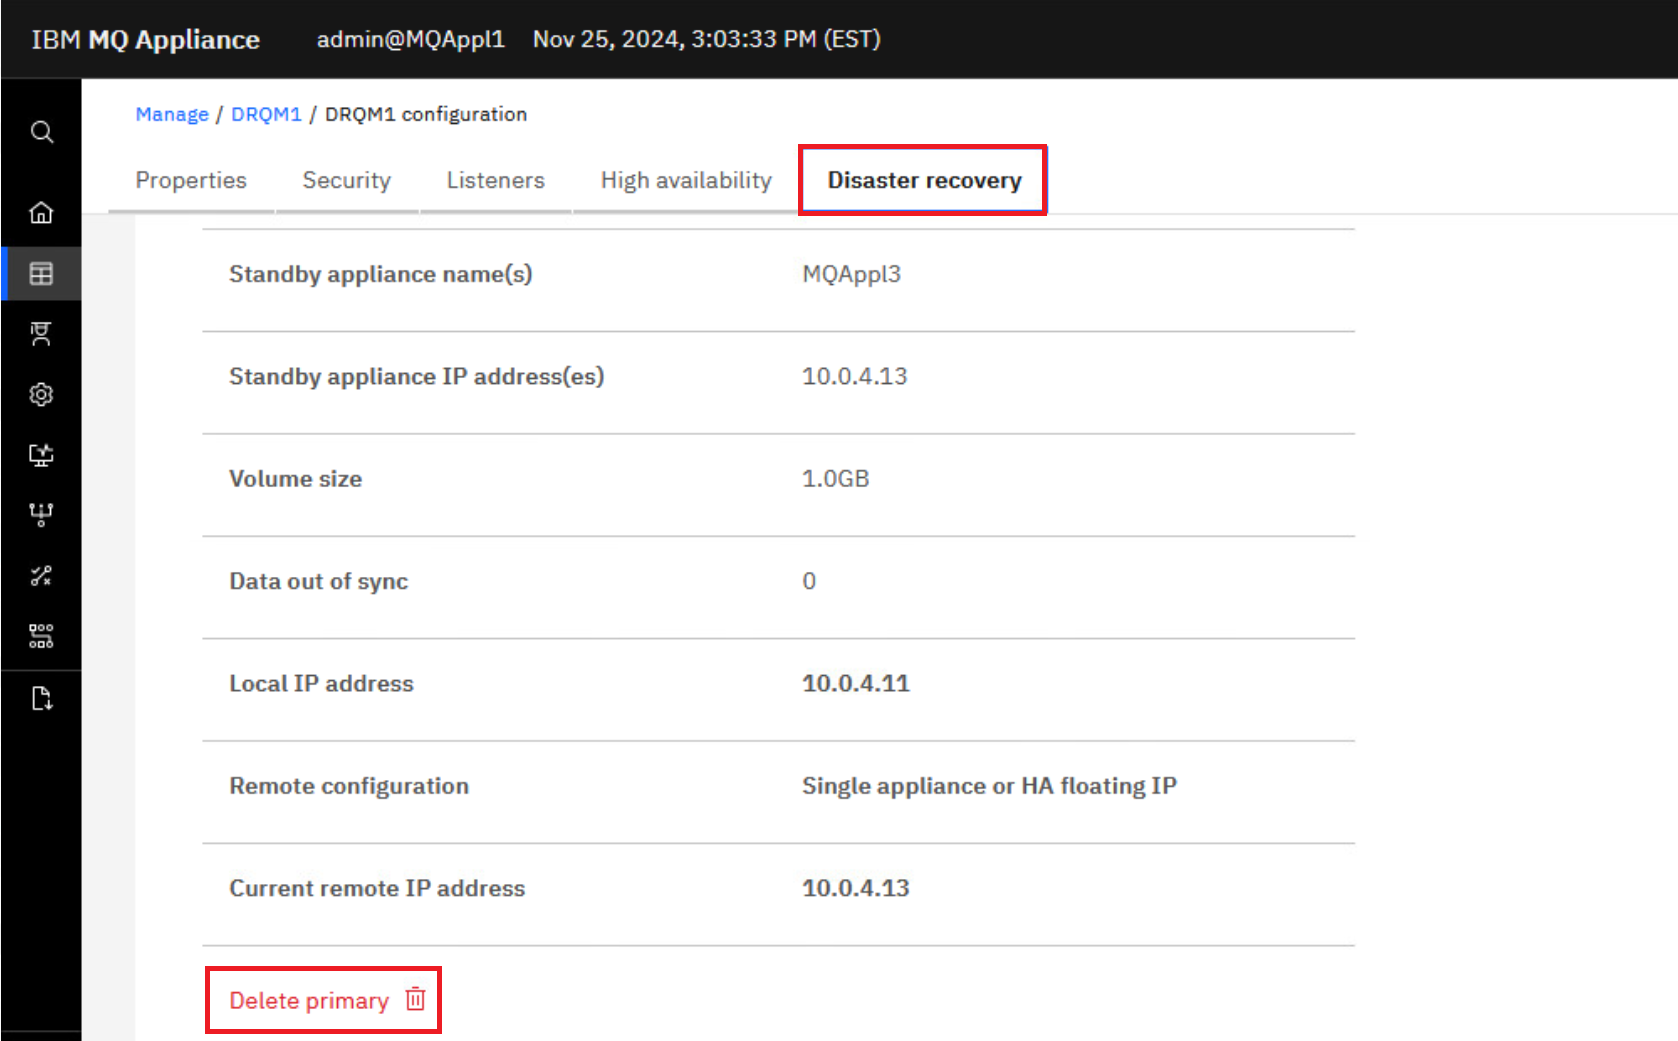 IBM MQ Appliance admin@MQAppl1 Nov 25, 2024, 3:03:33 PM (EST)
Manage / DRQM1 / DRQM1 configuration
Properties Security Listeners High availability Disaster recovery
Standby appliance name(s) MQAppl3
Standby appliance IP address(es) 10.0.4.13
Volume size 1.0GB
Data out of sync 0
Local IP address 10.0.4.11
Remote configuration Single appliance or HA floating IP
Current remote IP address 10.0.4.13
Delete primary